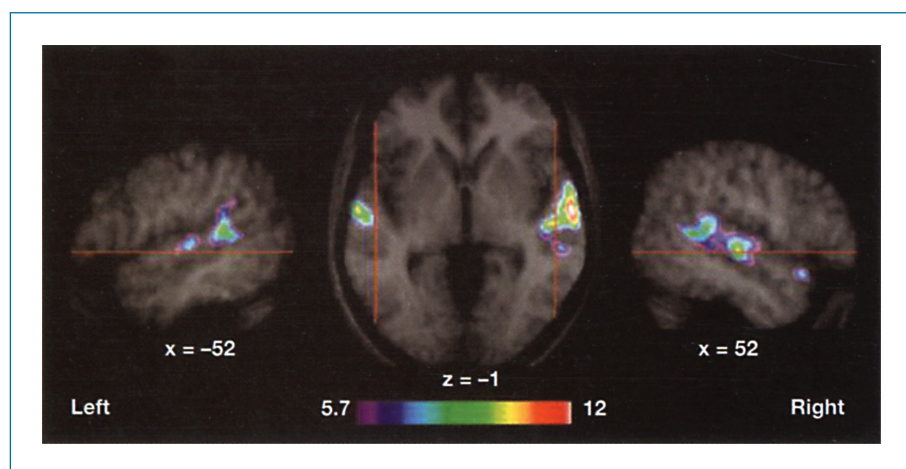 x = –52
x = 52
z = –1
Left
5.7
12
Right